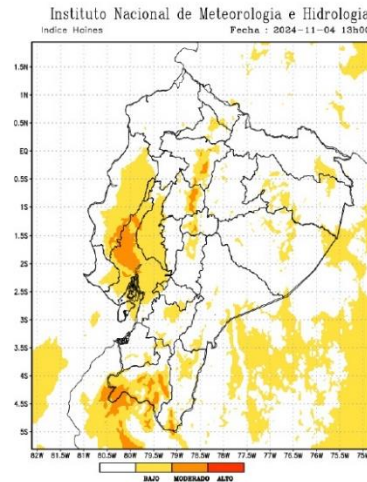 Instituto Nacional de Meteorologia e Hidrologia
Indice Haines
Fecha : 2024-11-04 13h00
1.5N
1N
0.5N
EQ
0.5S
1S
1.5S
2S
2.5S
3S
3.5S
4S
4.5S
5S
82W 81.5W 81W 80.5W 80W 79.5W 79W 78.5W 78W 77.5W 77W 76.5W 76W 75.5W 75W
BAJO MODERADO ALTO